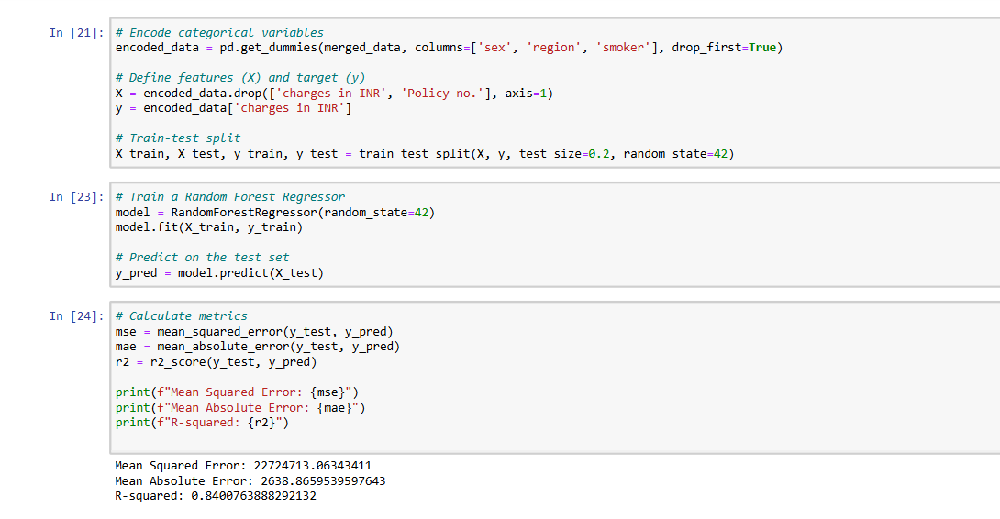 In [21]: # Encode categorical variables
encoded_data = pd.get_dummies(merged_data, columns=['sex', 'region', 'smoker'], drop_first=True)
# Define features (X) and target (y)
X = encoded_data.drop(['charges in INR', 'Policy no.'], axis=1)
y = encoded_data['charges in INR']
# Train-test split
X_train, X_test, y_train, y_test = train_test_split(X, y, test_size=0.2, random_state=42)
In [23]: # Train a Random Forest Regressor
model = RandomForestRegressor(random_state=42)
model.fit(X_train, y_train)
# Predict on the test set
y_pred = model.predict(X_test)
In [24]: # Calculate metrics
mse = mean_squared_error(y_test, y_pred)
mae = mean_absolute_error(y_test, y_pred)
r2 = r2_score(y_test, y_pred)
print(f"Mean Squared Error: {mse}")
print(f"Mean Absolute Error: {mae}")
print(f"R-squared: {r2}")
Mean Squared Error: 22724713.06343411
Mean Absolute Error: 2638.8659539597643
R-squared: 0.8400763888292132